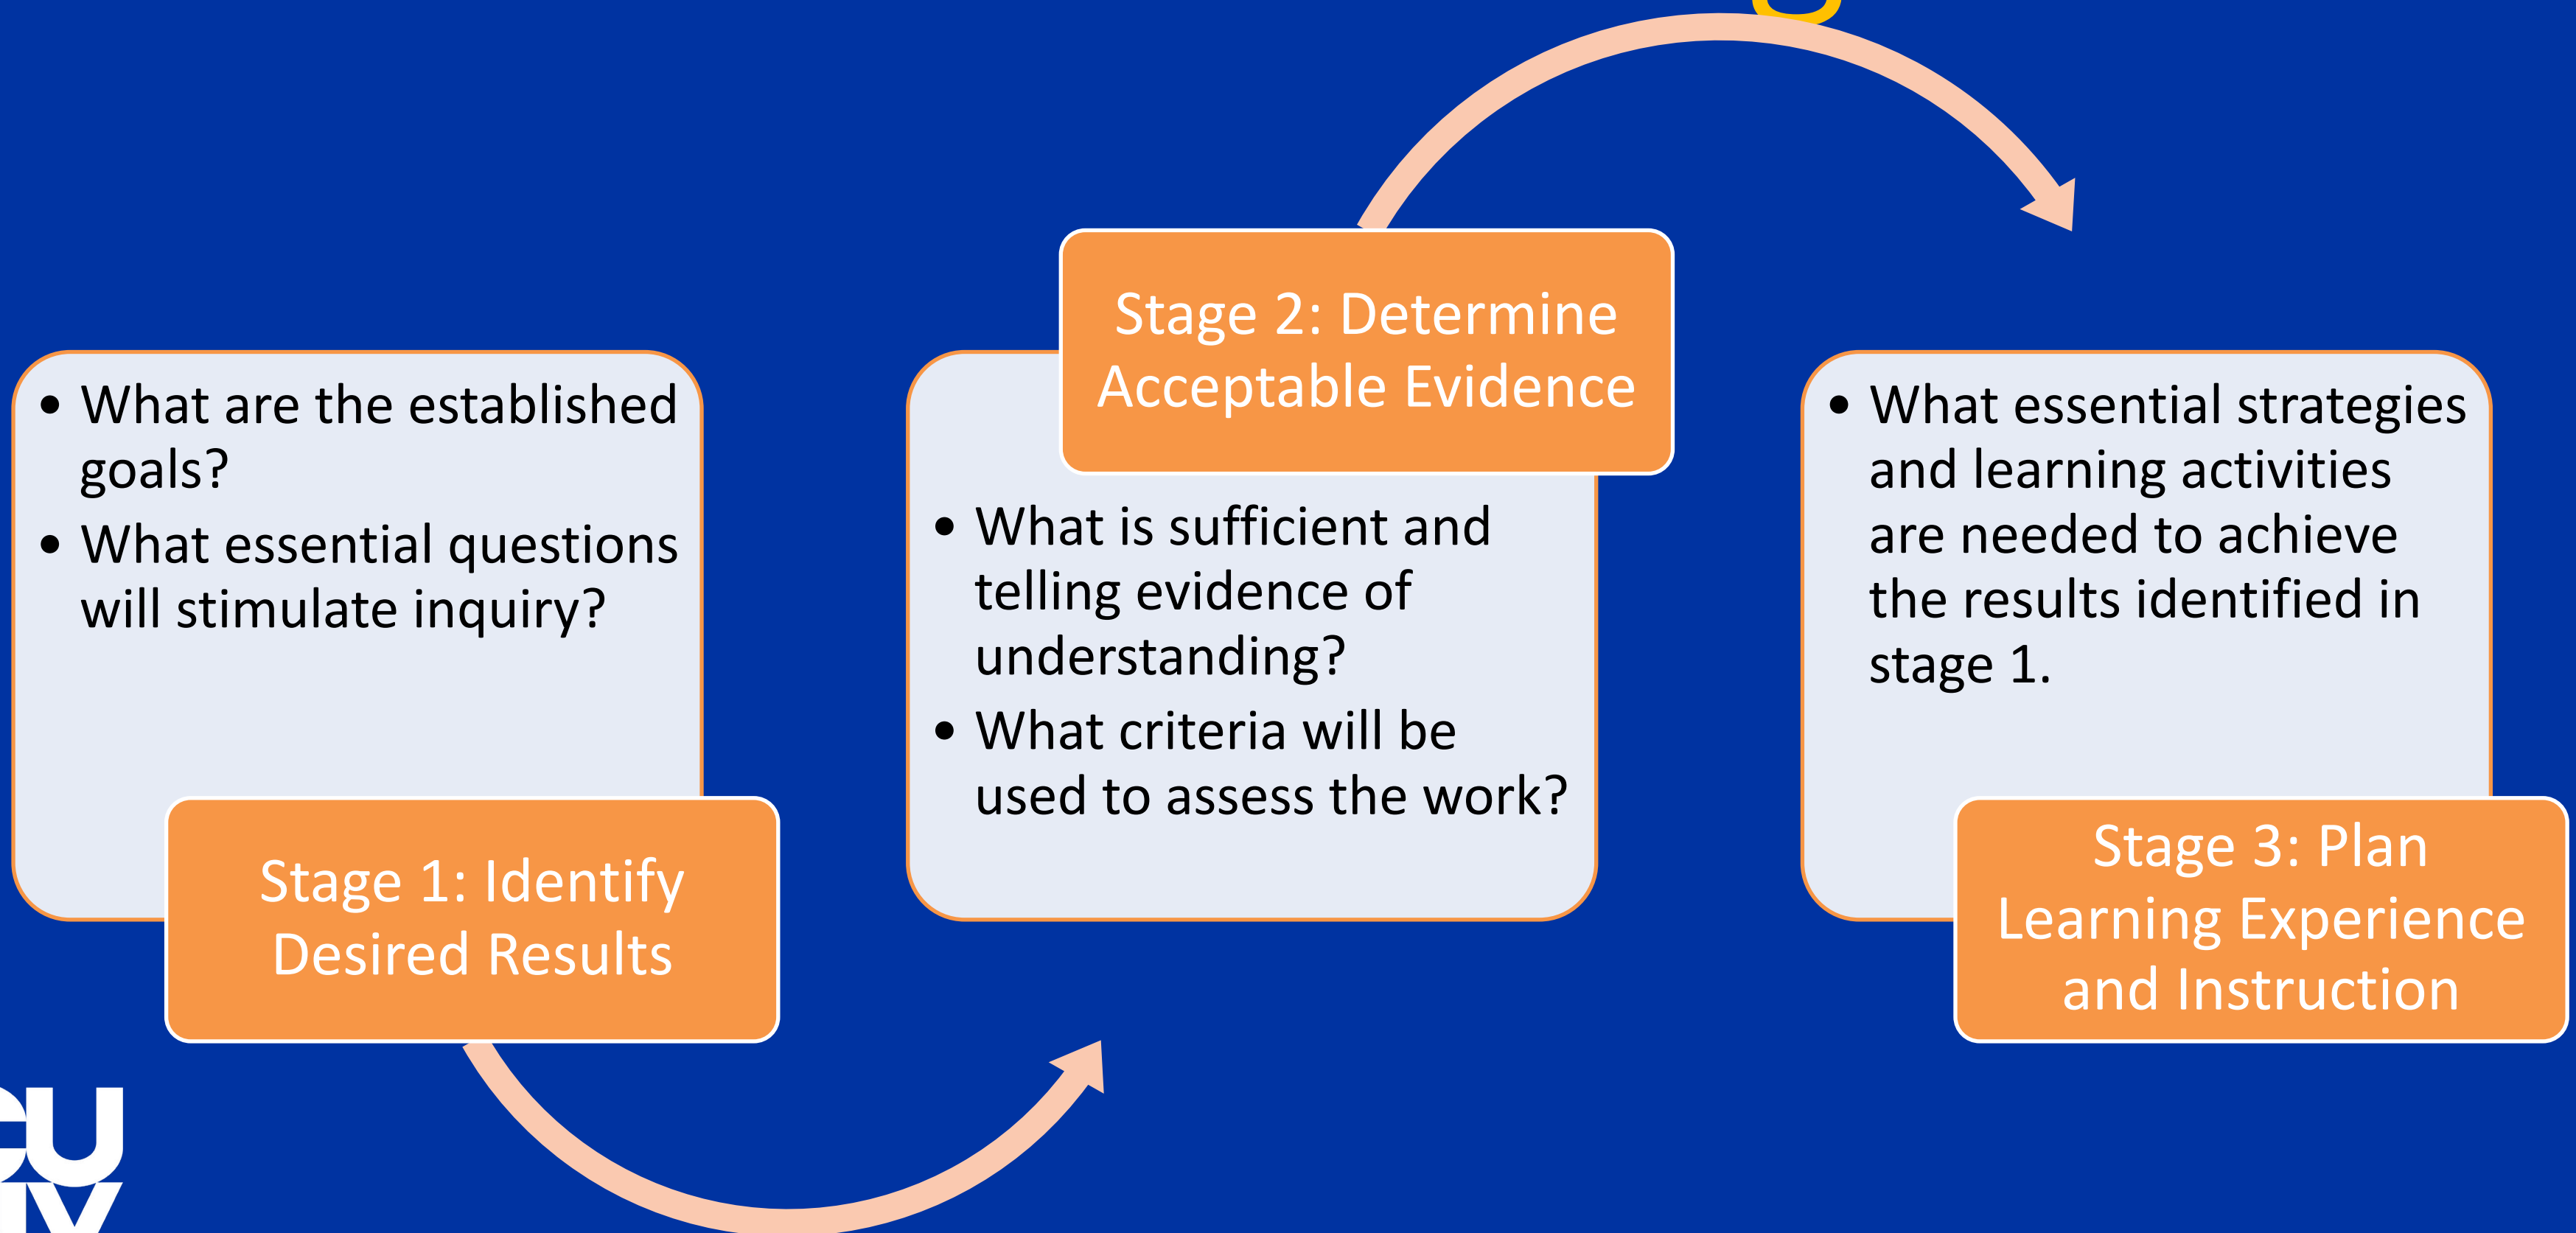 • What are the established
goals?
• What essential questions
will stimulate inquiry?
Stage 1: Identify
Desired Results
Stage 2: Determine
Acceptable Evidence
• What is sufficient and
telling evidence of
understanding?
• What criteria will be
used to assess the work?
• What essential strategies
and learning activities
are needed to achieve
the results identified in
stage 1.
Stage 3: Plan
Learning Experience
and Instruction